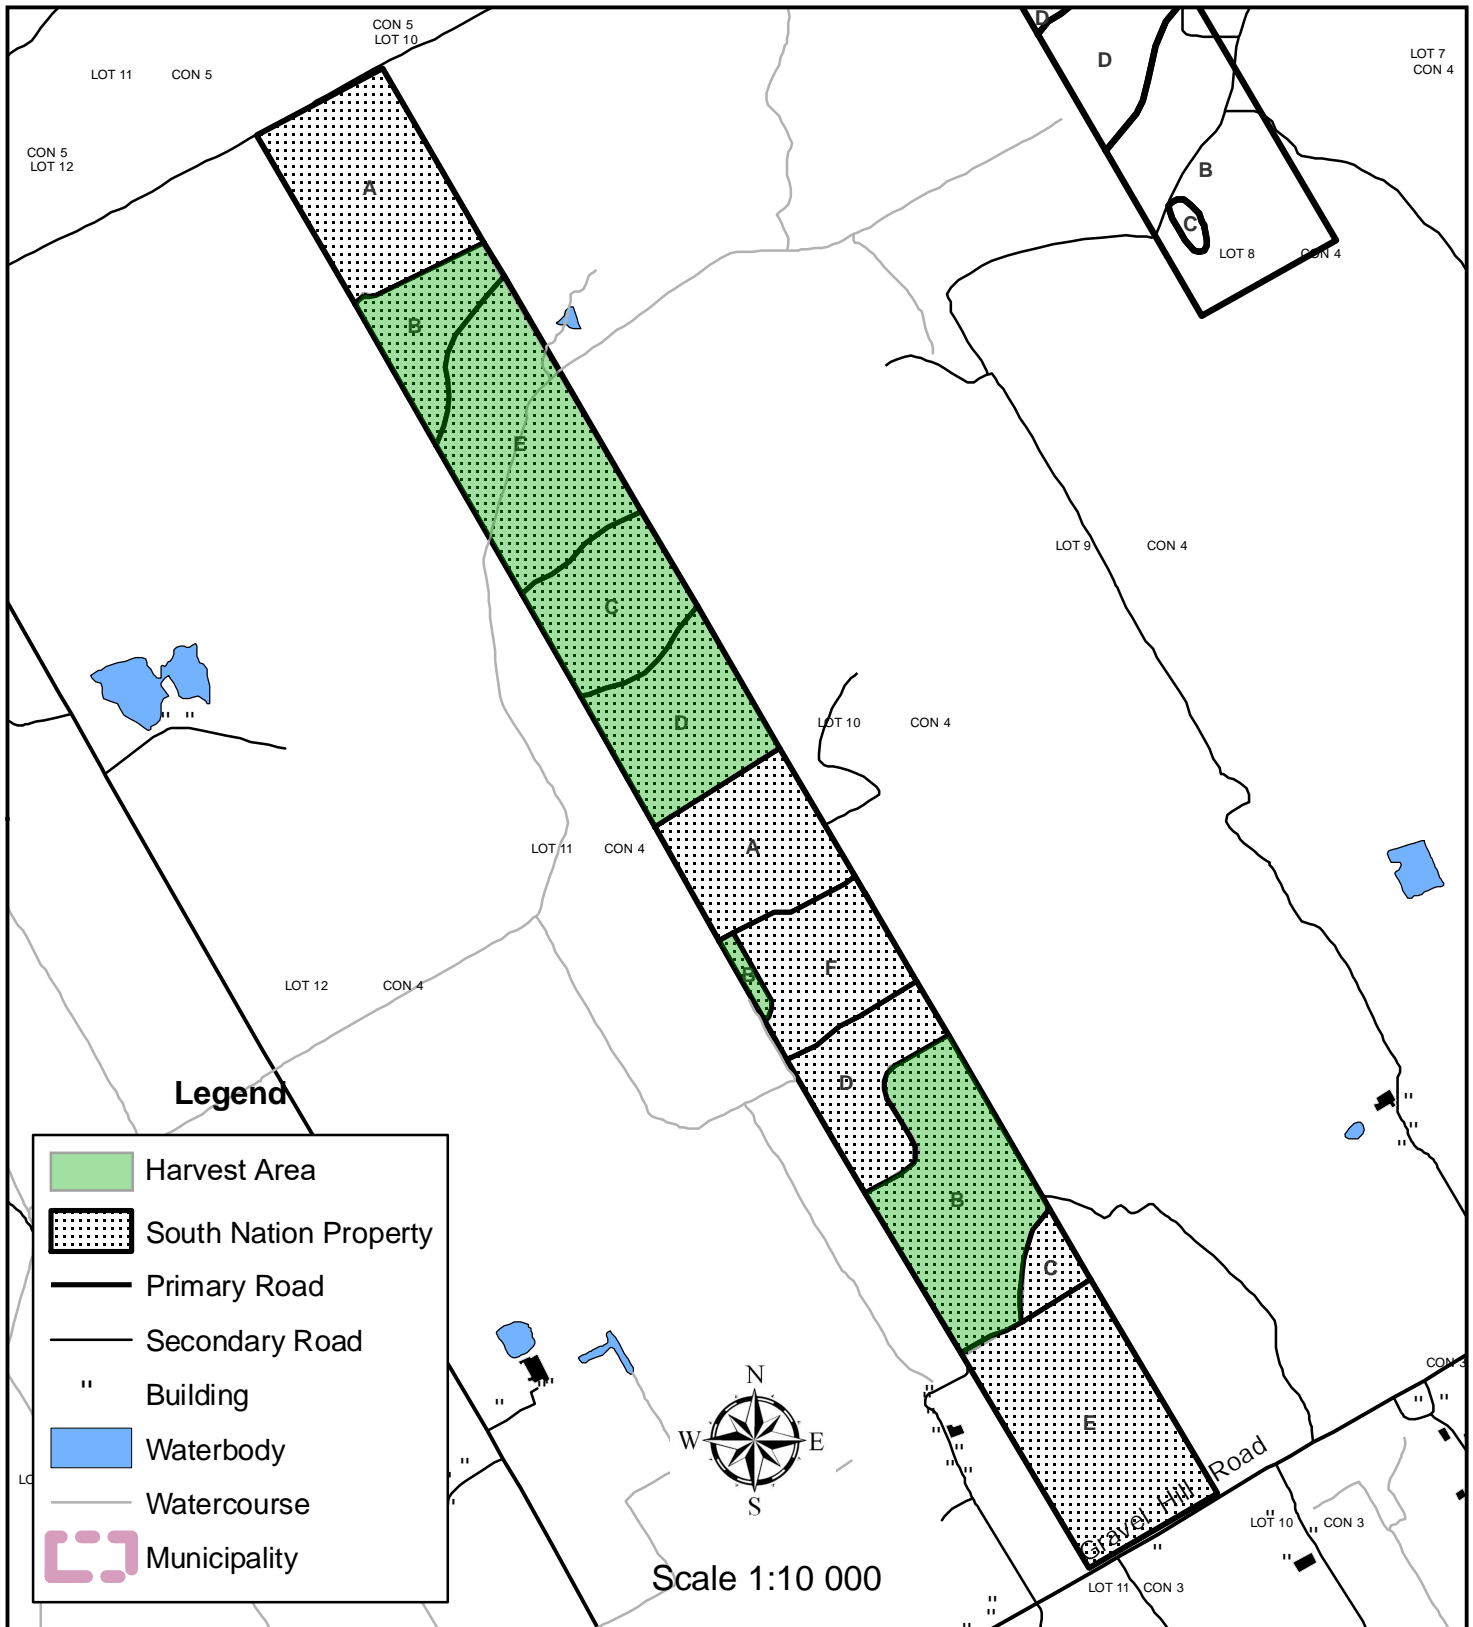 CON 5
LOT 10
D
LOT 11 CON 5
D
LOT 7
CON 4
CON 5
LOT 12
A
B
C
LOT 8 CON 4
B
E
LOT 9 CON 4
C
D
LOT 10 CON 4
LOT 11 CON 4
A
B
F
LOT 12 CON 4
D
B
C
E
Gravel Hill Road
CON 3
LOT 10 CON 3
LOT 11 CON 3
Legend
Harvest Area
South Nation Property
Primary Road
Secondary Road
Building
Waterbody
Watercourse
Municipality
N
W E
S
Scale 1:10 000